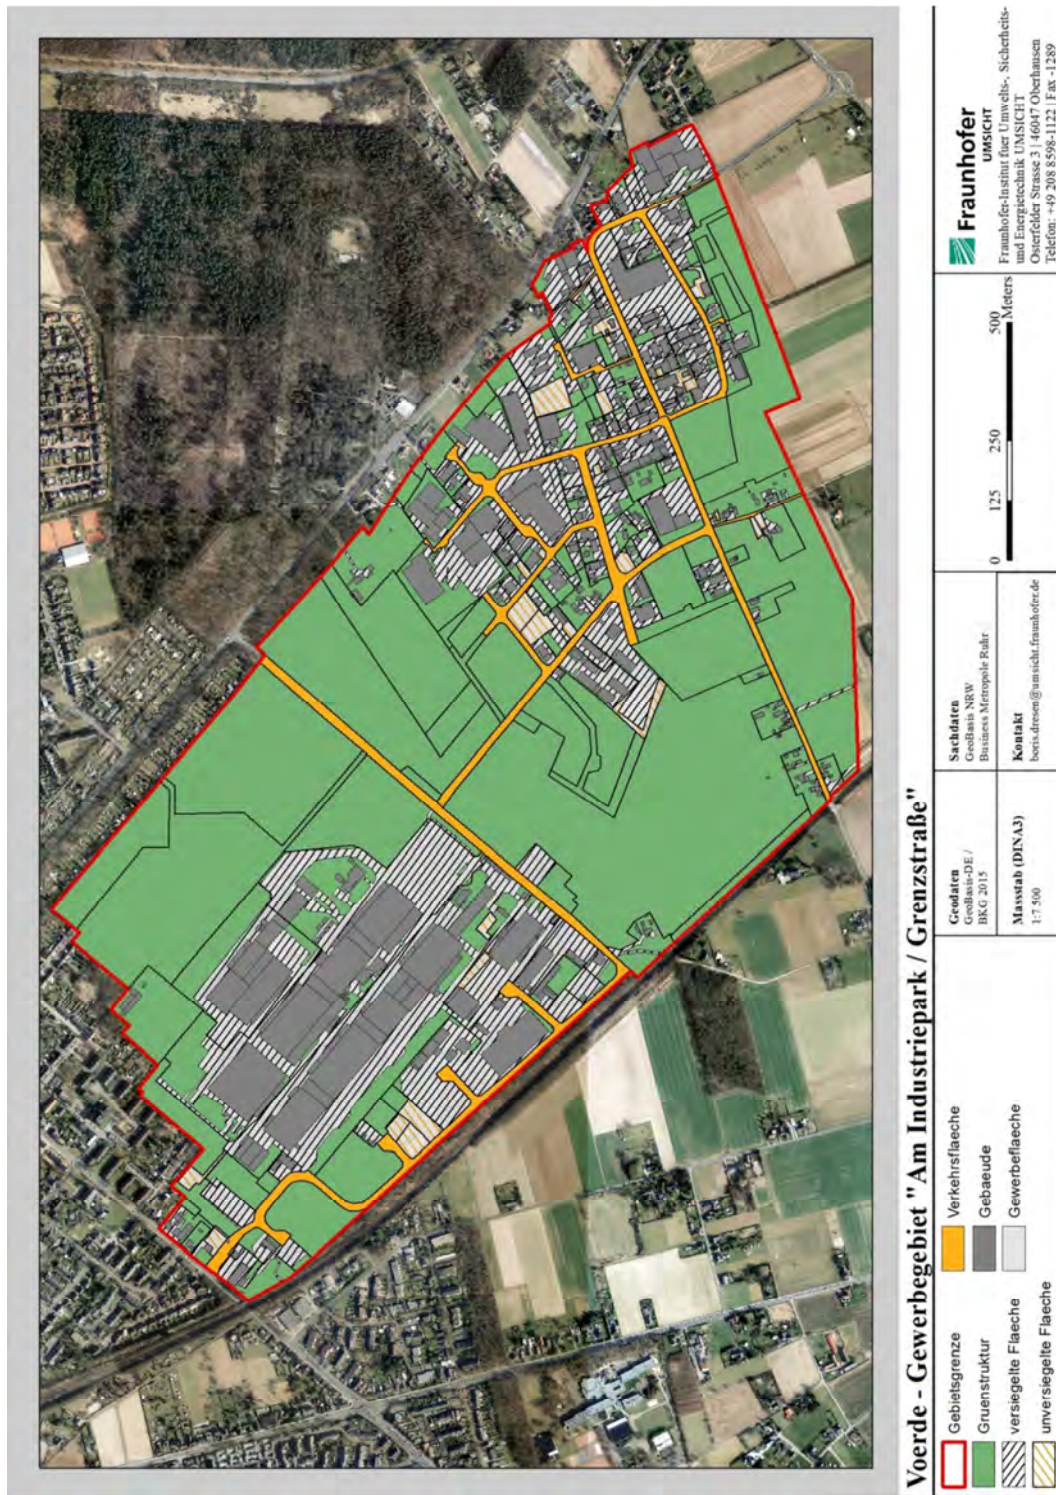 Voerde - Gewerbegebiet "Am Industriepark / Grenzstraße"
Gebietsgrenze
Gruenstruktur
versiegelte Flaeche
unversiegelte Flaeche
Verkehrsflaeche
Gebaeude
Gewerbeflaeche
Geodaten
GeoBasis-DE /
BKG 2015
Massstab (DINA3)
1:7 500
Sachdaten
GeoBasis NRW
Business Metropole Ruhr
Kontakt
boris.dresen@umsicht.fraunhofer.de
0 125 250 500
Meters
Fraunhofer
UMSICHT
Fraunhofer-Institut fuer Umwelts-, Sicherheits-
und Energietechnik UMSICHT
Osterfelder Strasse 3 | 46047 Oberhausen
Telefon: +49 208 8598-1122 | Fax -1289